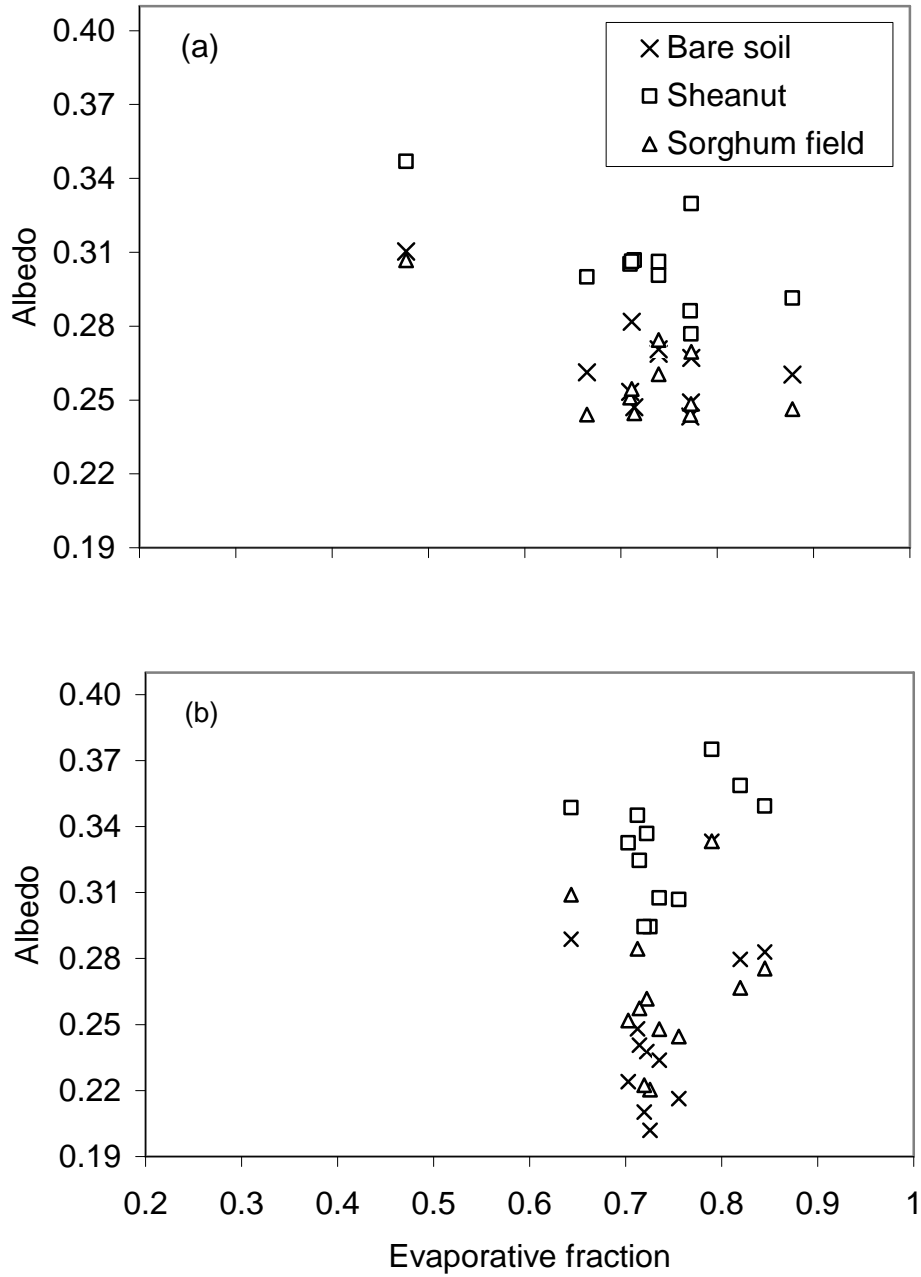 (a)
Bare soil
Sheanut
Sorghum field
0.40
0.37
0.34
0.31
0.28
0.25
0.22
0.19
Albedo
(b)
0.40
0.37
0.34
0.31
0.28
0.25
0.22
0.19
Albedo
0.2 0.3 0.4 0.5 0.6 0.7 0.8 0.9 1
Evaporative fraction